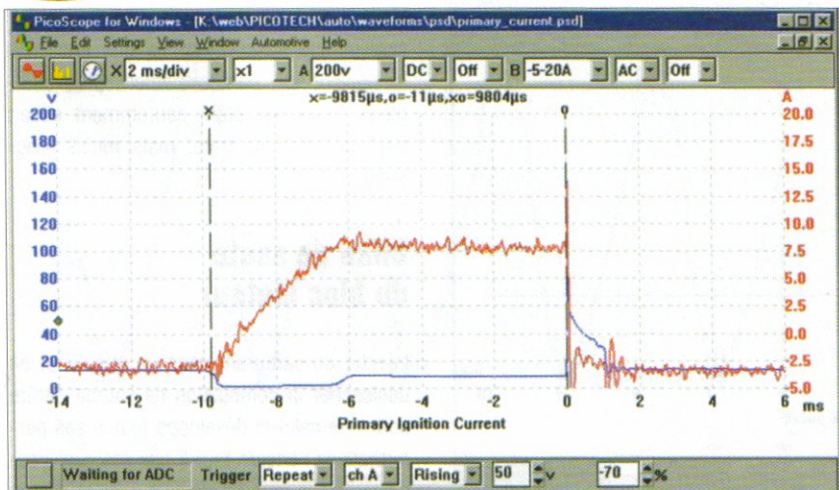 PicoScope for Windows - [K:\web\PICOTECH\auto\waveforms\psd\primary_current.psd]
File Edit Settings View Window Automotive Help
X 2 ms/div x1 A 200v DC Off B -5-20A AC Off
v x=-9815µs,o=-11µs,xo=9804µs A
x o
200 20.0
180 17.5
160 15.0
140 12.5
120 10.0
100 7.5
80 5.0
60 2.5
40 0.0
20 -2.5
0 -5.0
-14 -12 -10 -8 -6 -4 -2 0 2 4 6 ms
Primary Ignition Current
Waiting for ADC Trigger Repeat ch A Rising 50 v -70 %